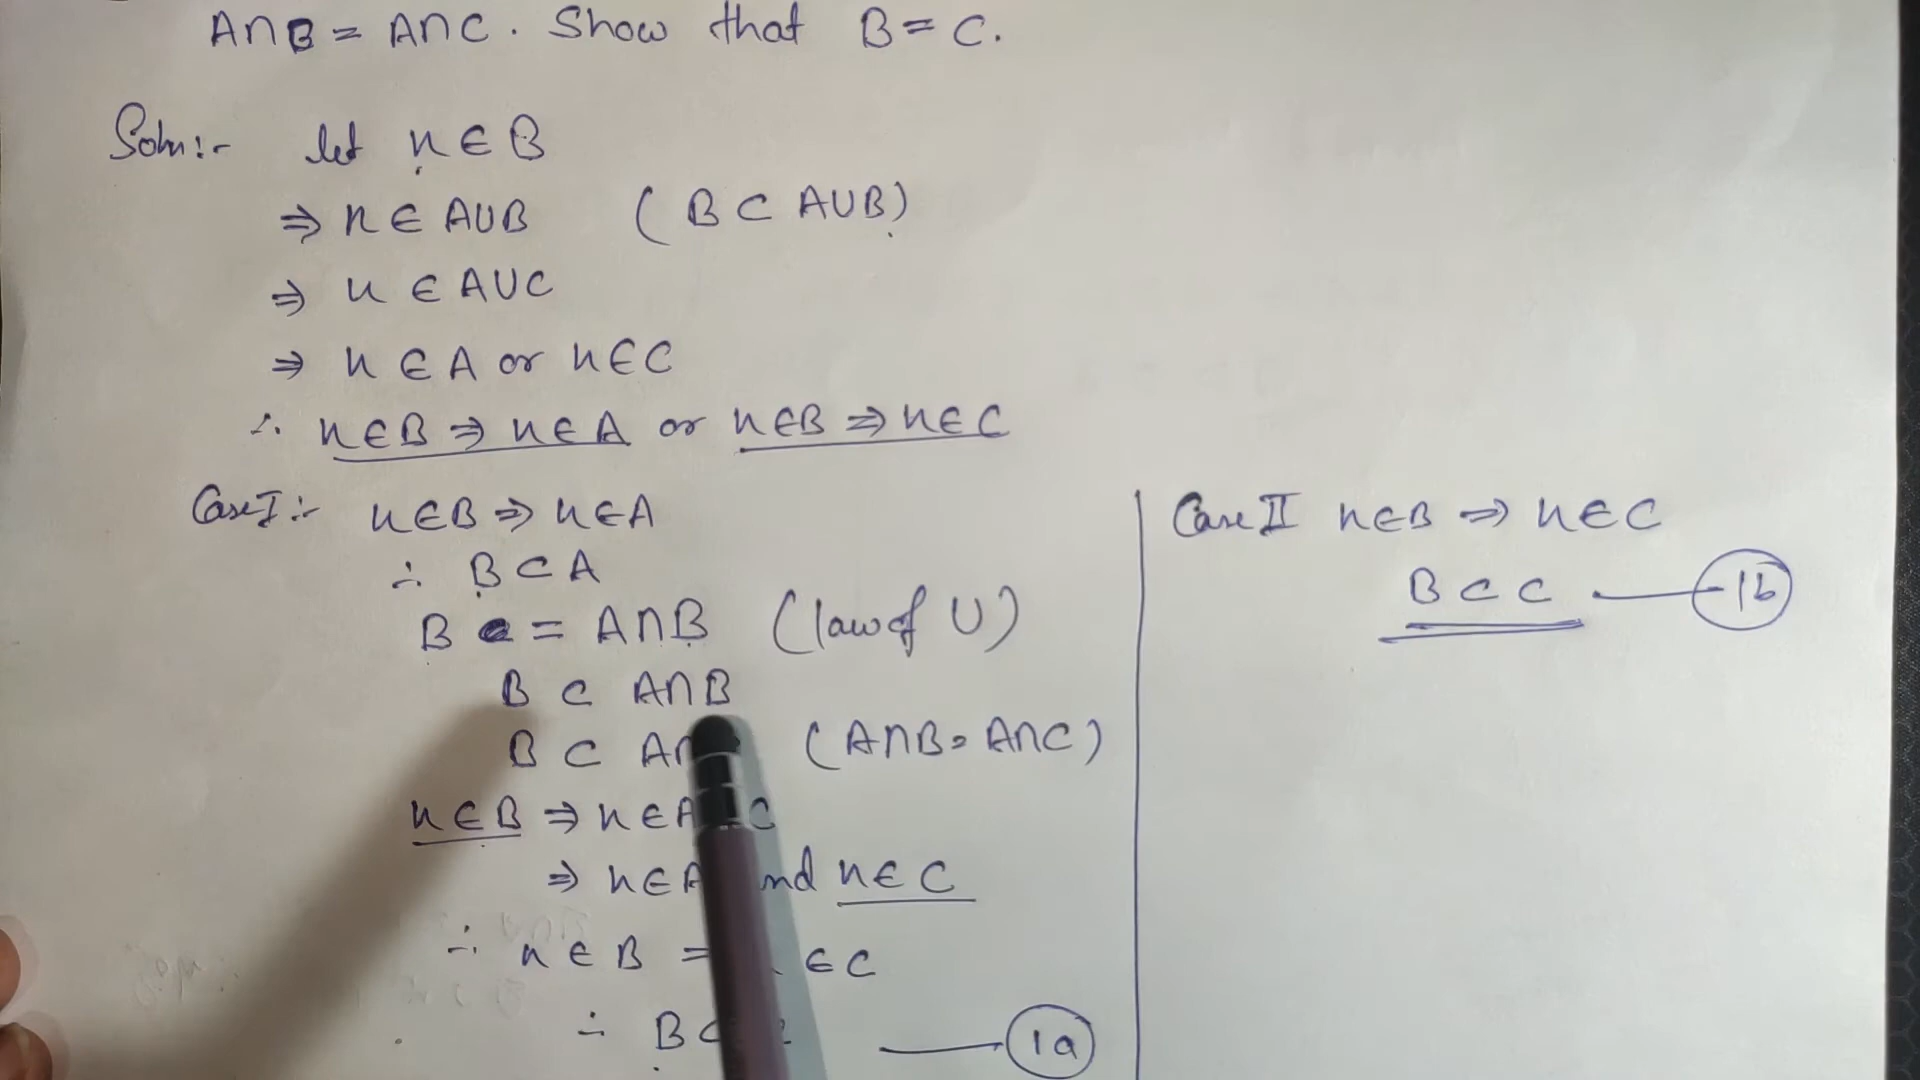 A∩B = A∩C. Show that B = C.
Soln:- let x ∈ B
⇒ x ∈ A∪B ( B ⊂ A∪B)
⇒ x ∈ A∪C
⇒ x ∈ A or x ∈ C
∴ x∈B ⇒ x∈A or x∈B ⇒ x∈C
Case I :- x∈B ⇒ x∈A
∴ B ⊂ A
B = A∩B (law of U)
B ⊂ A∩B
B ⊂ A∩ (A∩B = A∩C)
x∈B ⇒ x∈A C
⇒ x∈A and x∈C
∴ x ∈ B = ∈ C
∴ B ⊂
1a
Case II x∈B ⇒ x∈C
B ⊂ C
1b